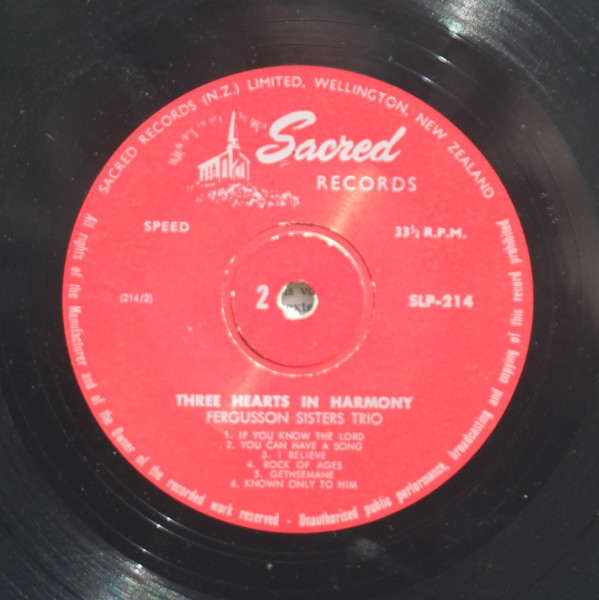 SACRED RECORDS (N.Z.) LIMITED, WELLINGTON, NEW ZEALAND
Sacred
RECORDS
SPEED
33⅓ R.P.M.
(214/2)
2
SLP-214
THREE HEARTS IN HARMONY
FERGUSSON SISTERS TRIO
1. IF YOU KNOW THE LORD
2. YOU CAN HAVE A SONG
3. I BELIEVE
4. ROCK OF AGES
5. GETHSEMANE
6. KNOWN ONLY TO HIM
All rights of the Manufacturer and of the Owner of the recorded work reserved - Unauthorised public performance, broadcasting and copying of this record prohibited